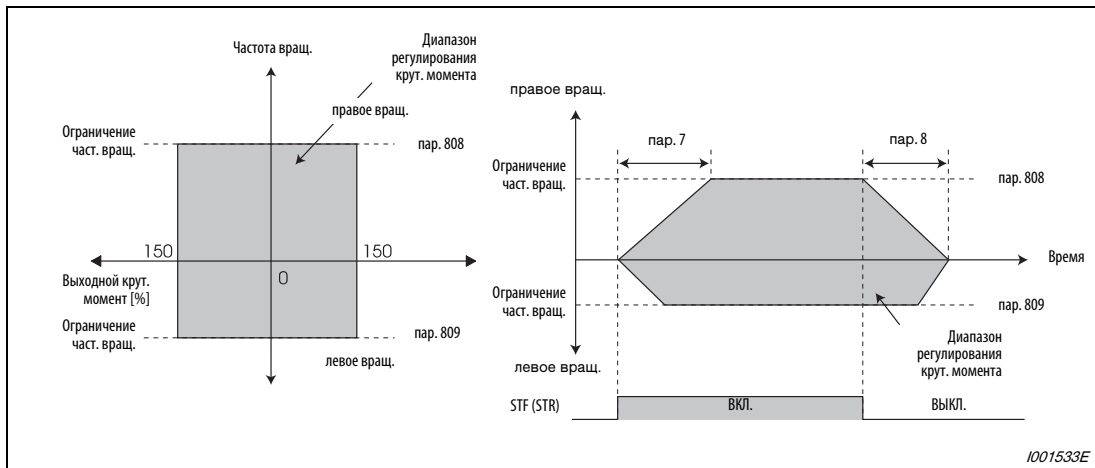 Частота вращ.
Диапазон
регулирования
крут. момента
правое вращ.
Ограничение
част. вращ.
пар. 808
150
150
0
Выходной крут.
момент [%]
Ограничение
част. вращ.
пар. 809
левое вращ.
правое вращ.
пар. 7
пар. 8
Ограничение
част. вращ.
пар. 808
Время
Ограничение
част. вращ.
пар. 809
Диапазон
регулирования
крут. момента
левое вращ.
STF (STR)
ВКЛ.
ВЫКЛ.
I001533E